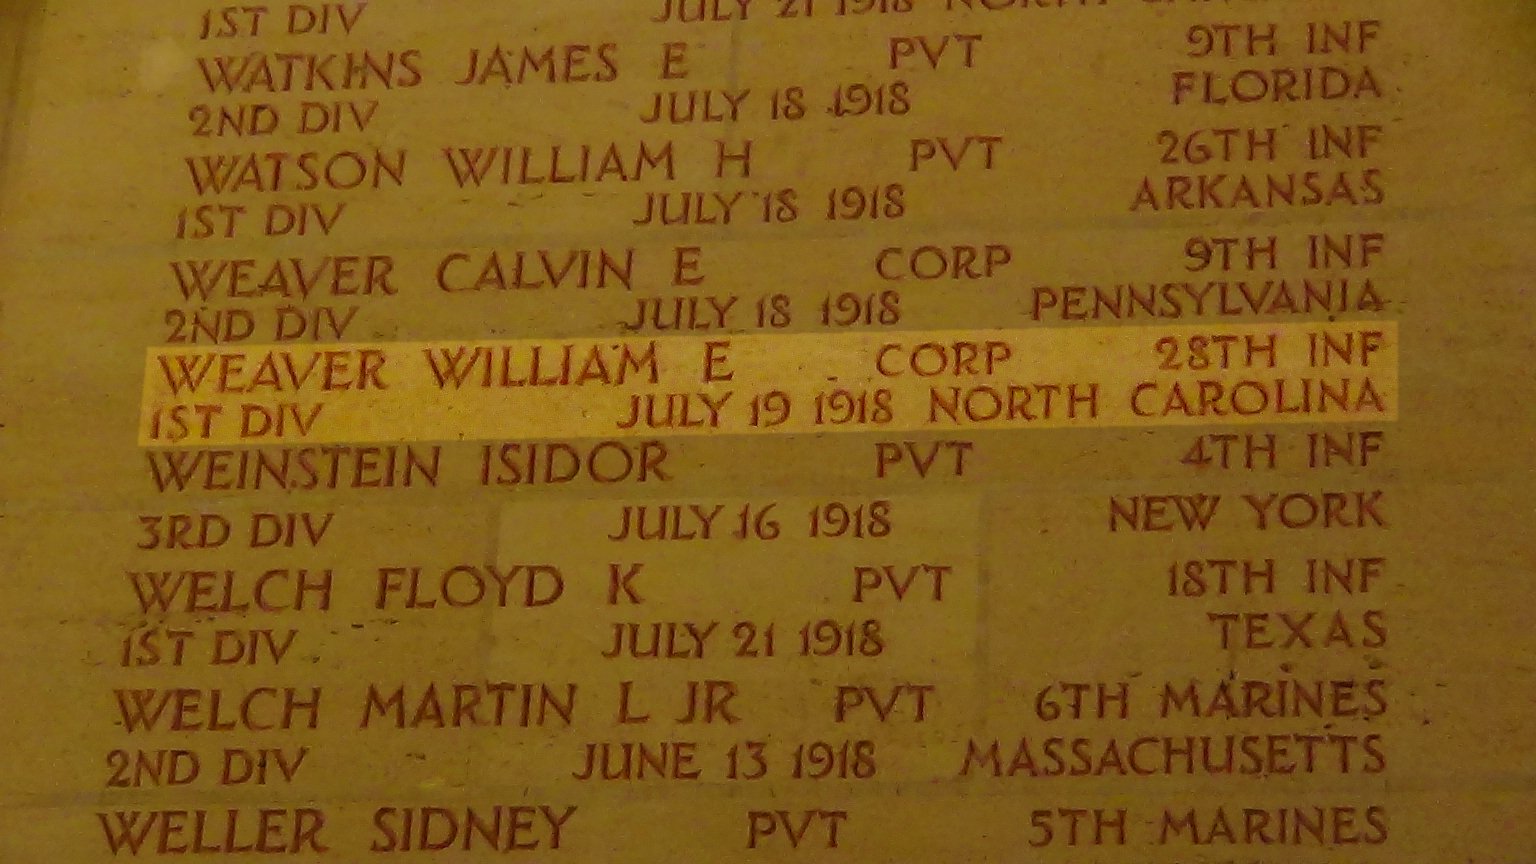 1ST DIV JULY 21 1918 NORTH
WATKINS JAMES E PVT 9TH INF
2ND DIV JULY 18 1918 FLORIDA
WATSON WILLIAM H PVT 26TH INF
1ST DIV JULY 18 1918 ARKANSAS
WEAVER CALVIN E CORP 9TH INF
2ND DIV JULY 18 1918 PENNSYLVANIA
WEAVER WILLIAM E CORP 28TH INF
1ST DIV JULY 19 1918 NORTH CAROLINA
WEINSTEIN ISIDOR PVT 4TH INF
3RD DIV JULY 16 1918 NEW YORK
WELCH FLOYD K PVT 18TH INF
1ST DIV JULY 21 1918 TEXAS
WELCH MARTIN L JR PVT 6TH MARINES
2ND DIV JUNE 13 1918 MASSACHUSETTS
WELLER SIDNEY PVT 5TH MARINES